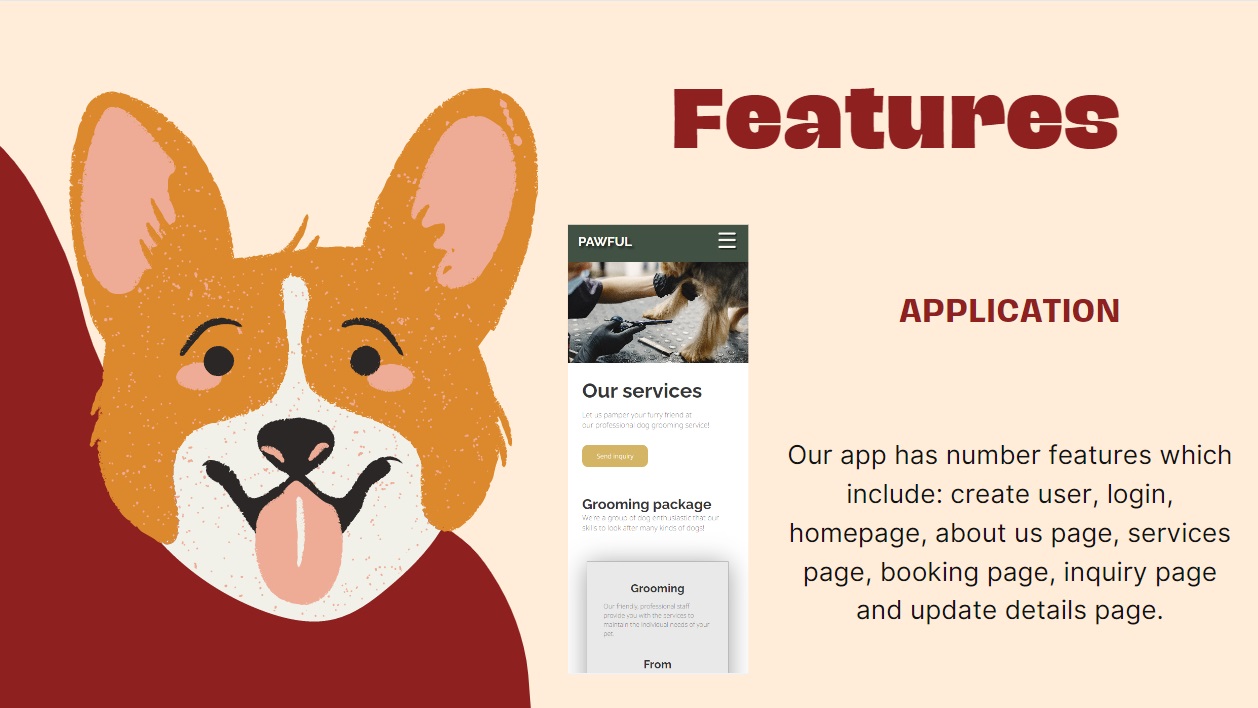 Features
PAWFUL
Our services
Let us pamper your furry friend at
our professional dog grooming service!
Send inquiry
Grooming package
We're a group of dog enthusiastic that our
skills to look after many kinds of dogs!
Grooming
Our friendly, professional staff
provide you with the services to
maintain the individual needs of your
pet.
From
APPLICATION
Our app has number features which
include: create user, login,
homepage, about us page, services
page, booking page, inquiry page
and update details page.